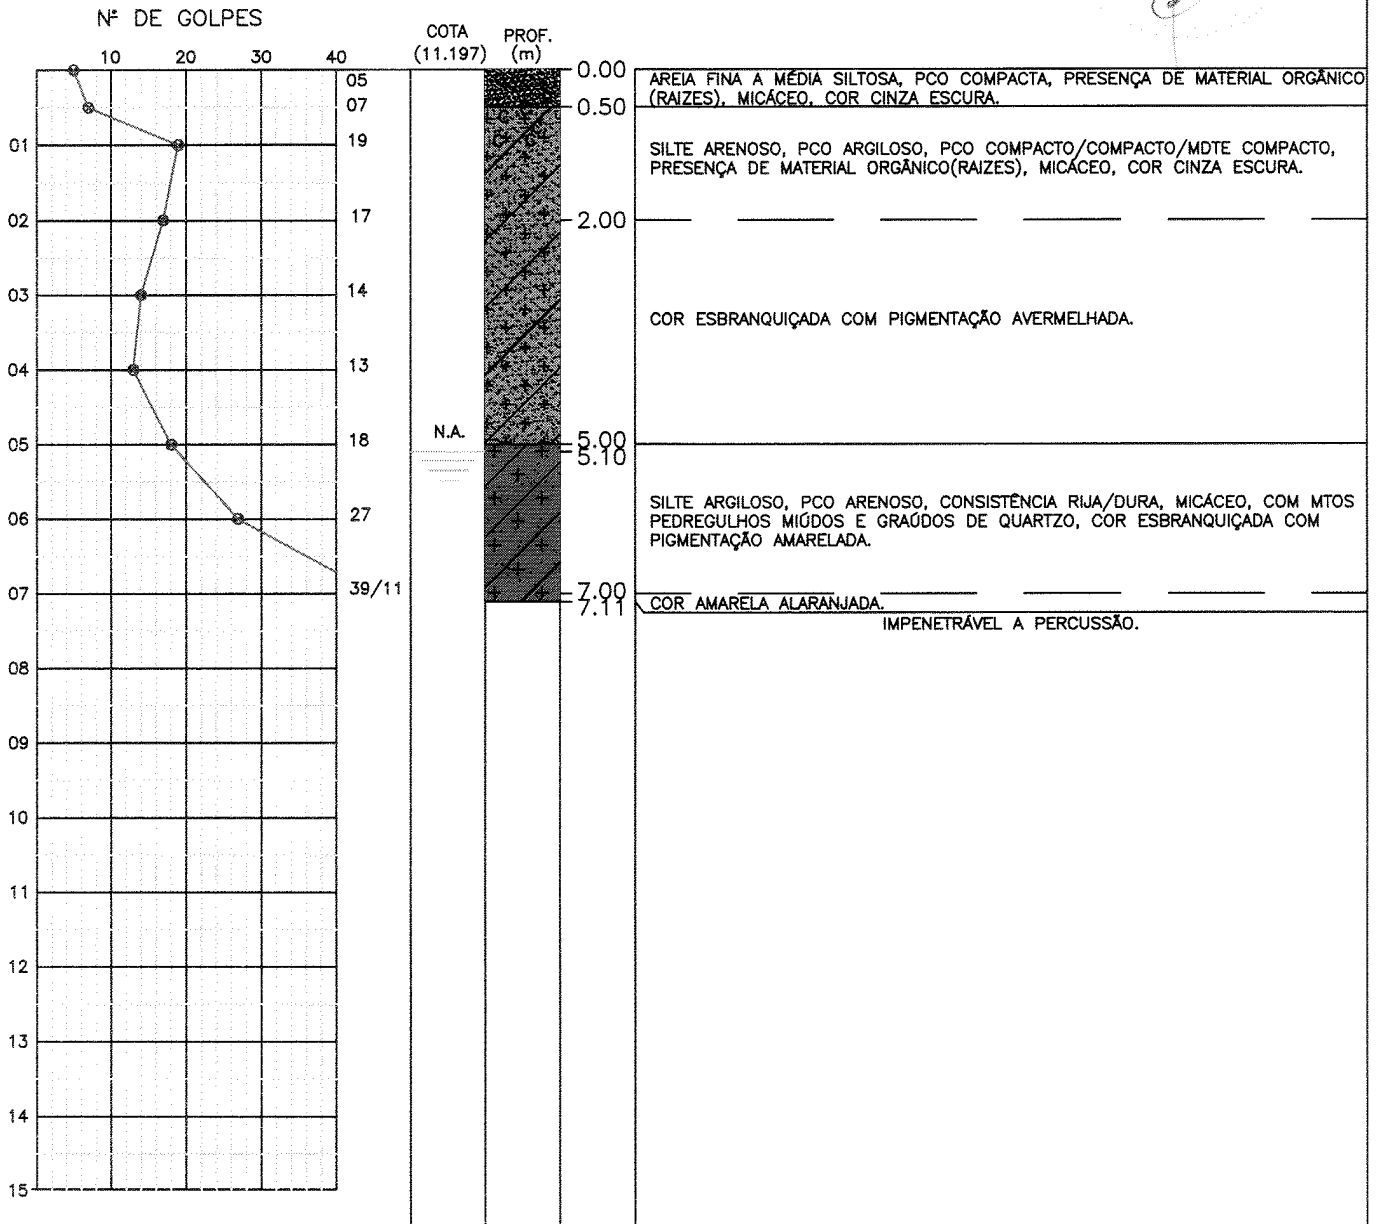 Nº DE GOLPES
COTA
(11.197)
PROF.
(m)
10 20 30 40
05
07
19
17
14
13
18
27
39/11
01
02
03
04
05
06
07
08
09
10
11
12
13
14
15
N.A.
0.00
0.50
2.00
5.00
5.10
7.00
7.11
AREIA FINA A MÉDIA SILTOSA, PCO COMPACTA, PRESENÇA DE MATERIAL ORGÂNICO
(RAIZES), MICÁCEO, COR CINZA ESCURA.
SILTE ARENOSO, PCO ARGILOSO, PCO COMPACTO/COMPACTO/MDTE COMPACTO,
PRESENÇA DE MATERIAL ORGÂNICO(RAIZES), MICÁCEO, COR CINZA ESCURA.
COR ESBRANQUIÇADA COM PIGMENTAÇÃO AVERMELHADA.
SILTE ARGILOSO, PCO ARENOSO, CONSISTÊNCIA RIJA/DURA, MICÁCEO, COM MTOS
PEDREGULHOS MIÚDOS E GRAÚDOS DE QUARTZO, COR ESBRANQUIÇADA COM
PIGMENTAÇÃO AMARELADA.
COR AMARELA ALARANJADA.
IMPENETRÁVEL A PERCUSSÃO.